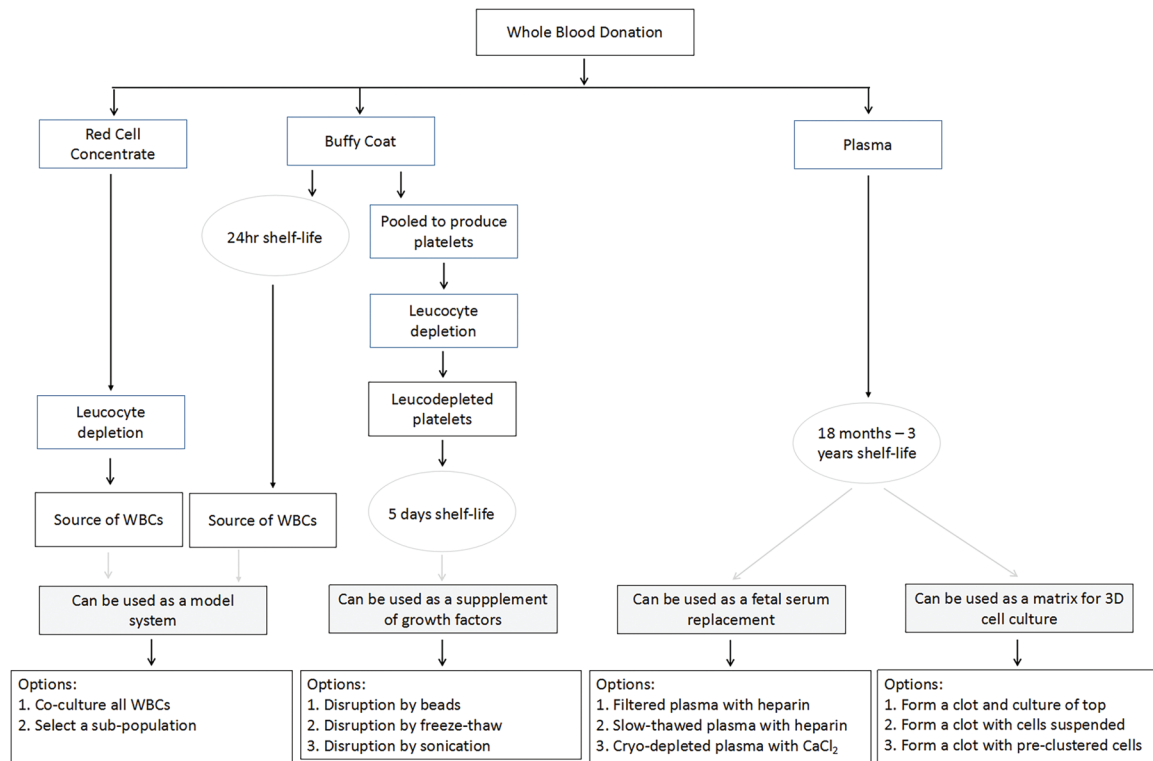 Whole Blood Donation
Red Cell
Concentrate
Buffy Coat
Plasma
24hr shelf-life
Pooled to produce
platelets
Leucocyte
depletion
Leucocyte
depletion
Leucodepleted
platelets
18 months – 3
years shelf-life
Source of WBCs
Source of WBCs
5 days shelf-life
Can be used as a model
system
Can be used as a suppplement
of growth factors
Can be used as a fetal serum
replacement
Can be used as a matrix for 3D
cell culture
Options:
1. Co-culture all WBCs
2. Select a sub-population
Options:
1. Disruption by beads
2. Disruption by freeze-thaw
3. Disruption by sonication
Options:
1. Filtered plasma with heparin
2. Slow-thawed plasma with heparin
3. Cryo-depleted plasma with CaCl₂
Options:
1. Form a clot and culture of top
2. Form a clot with cells suspended
3. Form a clot with pre-clustered cells